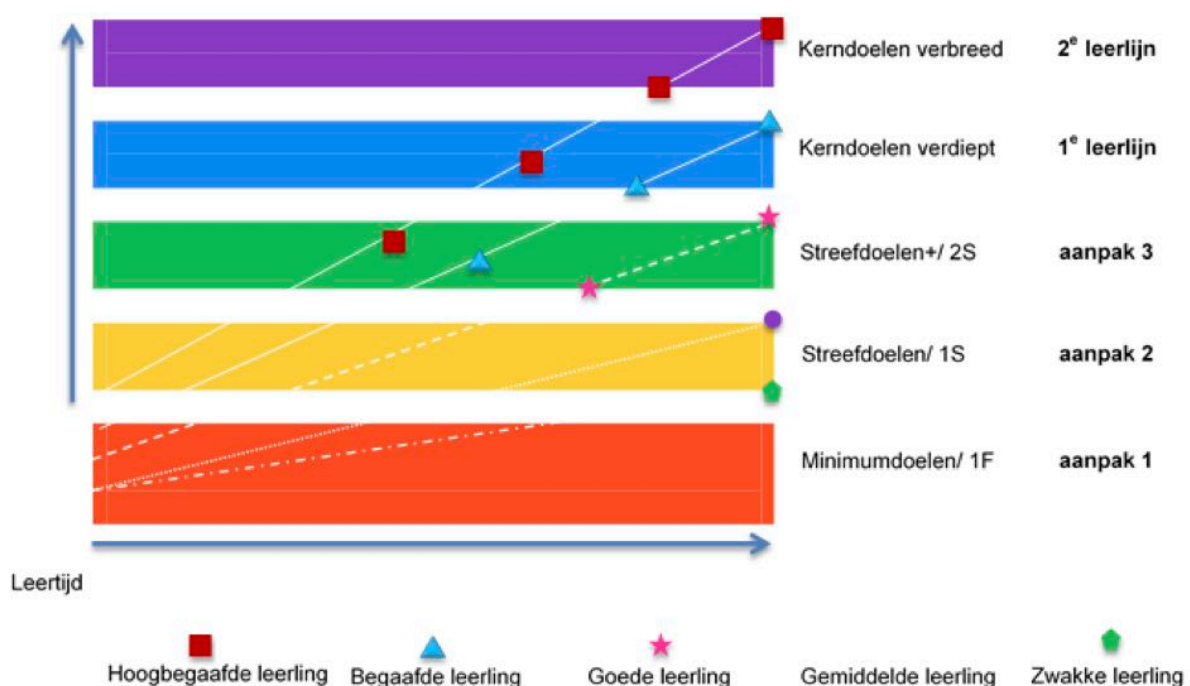 Kerndoelen verbreed 2e leerlijn
Kerndoelen verdiept 1e leerlijn
Streefdoelen+/ 2S aanpak 3
Streefdoelen/ 1S aanpak 2
Minimumdoelen/ 1F aanpak 1
Leertijd
Hoogbegaafde leerling Begaafde leerling Goede leerling Gemiddelde leerling Zwakke leerling